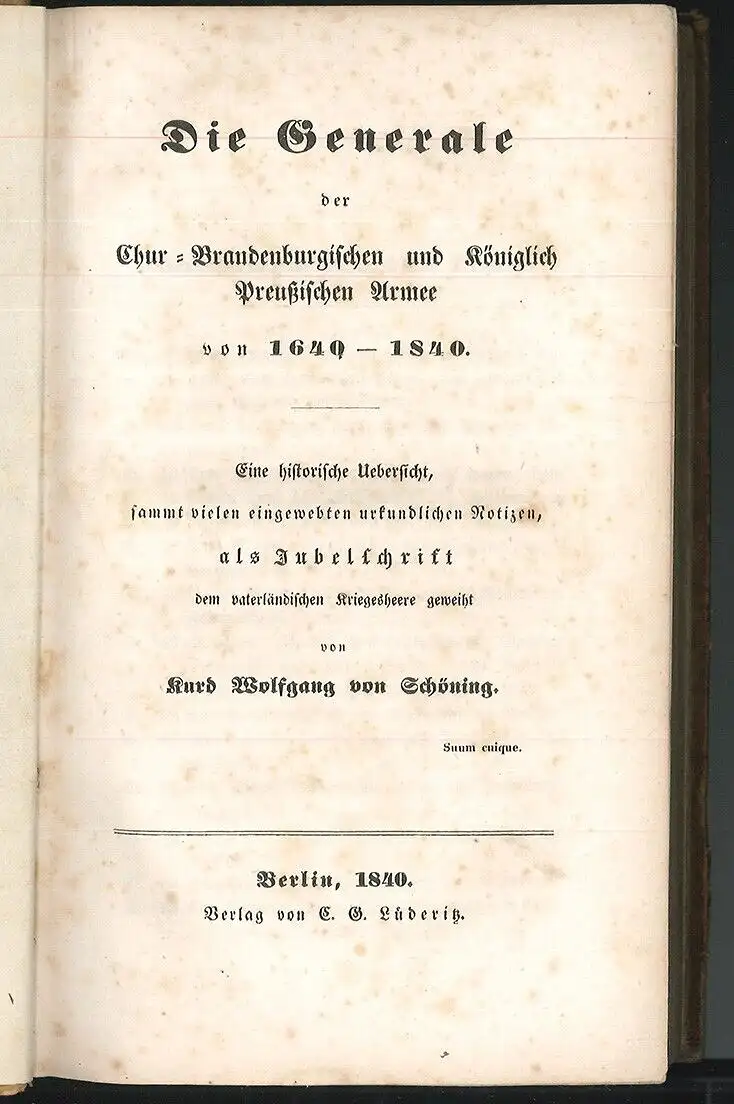 Die Generale
der
Chur-Brandenburgischen und Königlich
Preußischen Armee
von 1640 — 1840.
Eine historische Uebersicht,
sammt vielen eingewebten urkundlichen Notizen,
als Jubelschrift
dem vaterländischen Kriegesheere geweiht
von
Kurd Wolfgang von Schöning.
Suum cuique.
Berlin, 1840.
Verlag von C. G. Lüderitz.